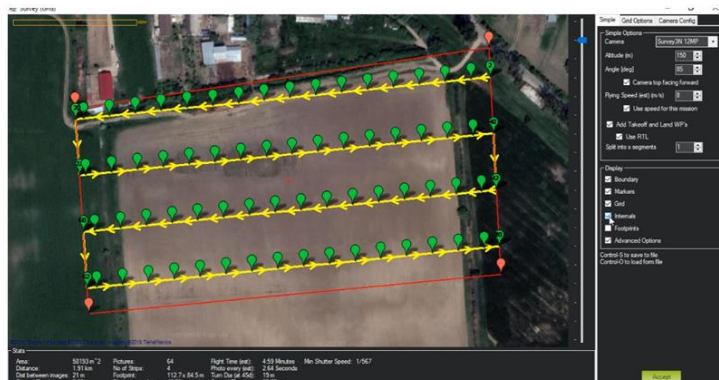 Survey (Grid)
Simple Grid Options Camera Config
Simple Options
Camera Survey3N 12MP
Altitude (m) 150
Angle [deg] 85
Camera top facing forward
Flying Speed (est) (m/s) 8
Use speed for this mission
Add Takeoff and Land WP's
Use RTL
Split into x segments 1
Display
Boundary
Markers
Grid
Internals
Footprints
Advanced Options
Control-S to save to file
Control-O to load form file
Stats
Area: 58193 m^2 Pictures: 64 Flight Time (est): 4:59 Minutes Min Shutter Speed: 1/567
Distance: 1.91 km No of Strips: 4 Photo every (est): 2.64 Seconds
Dist between images: 21 m Footprint: 112.7 x 84.5 m Turn Dia (at 45d): 19 m
Accept